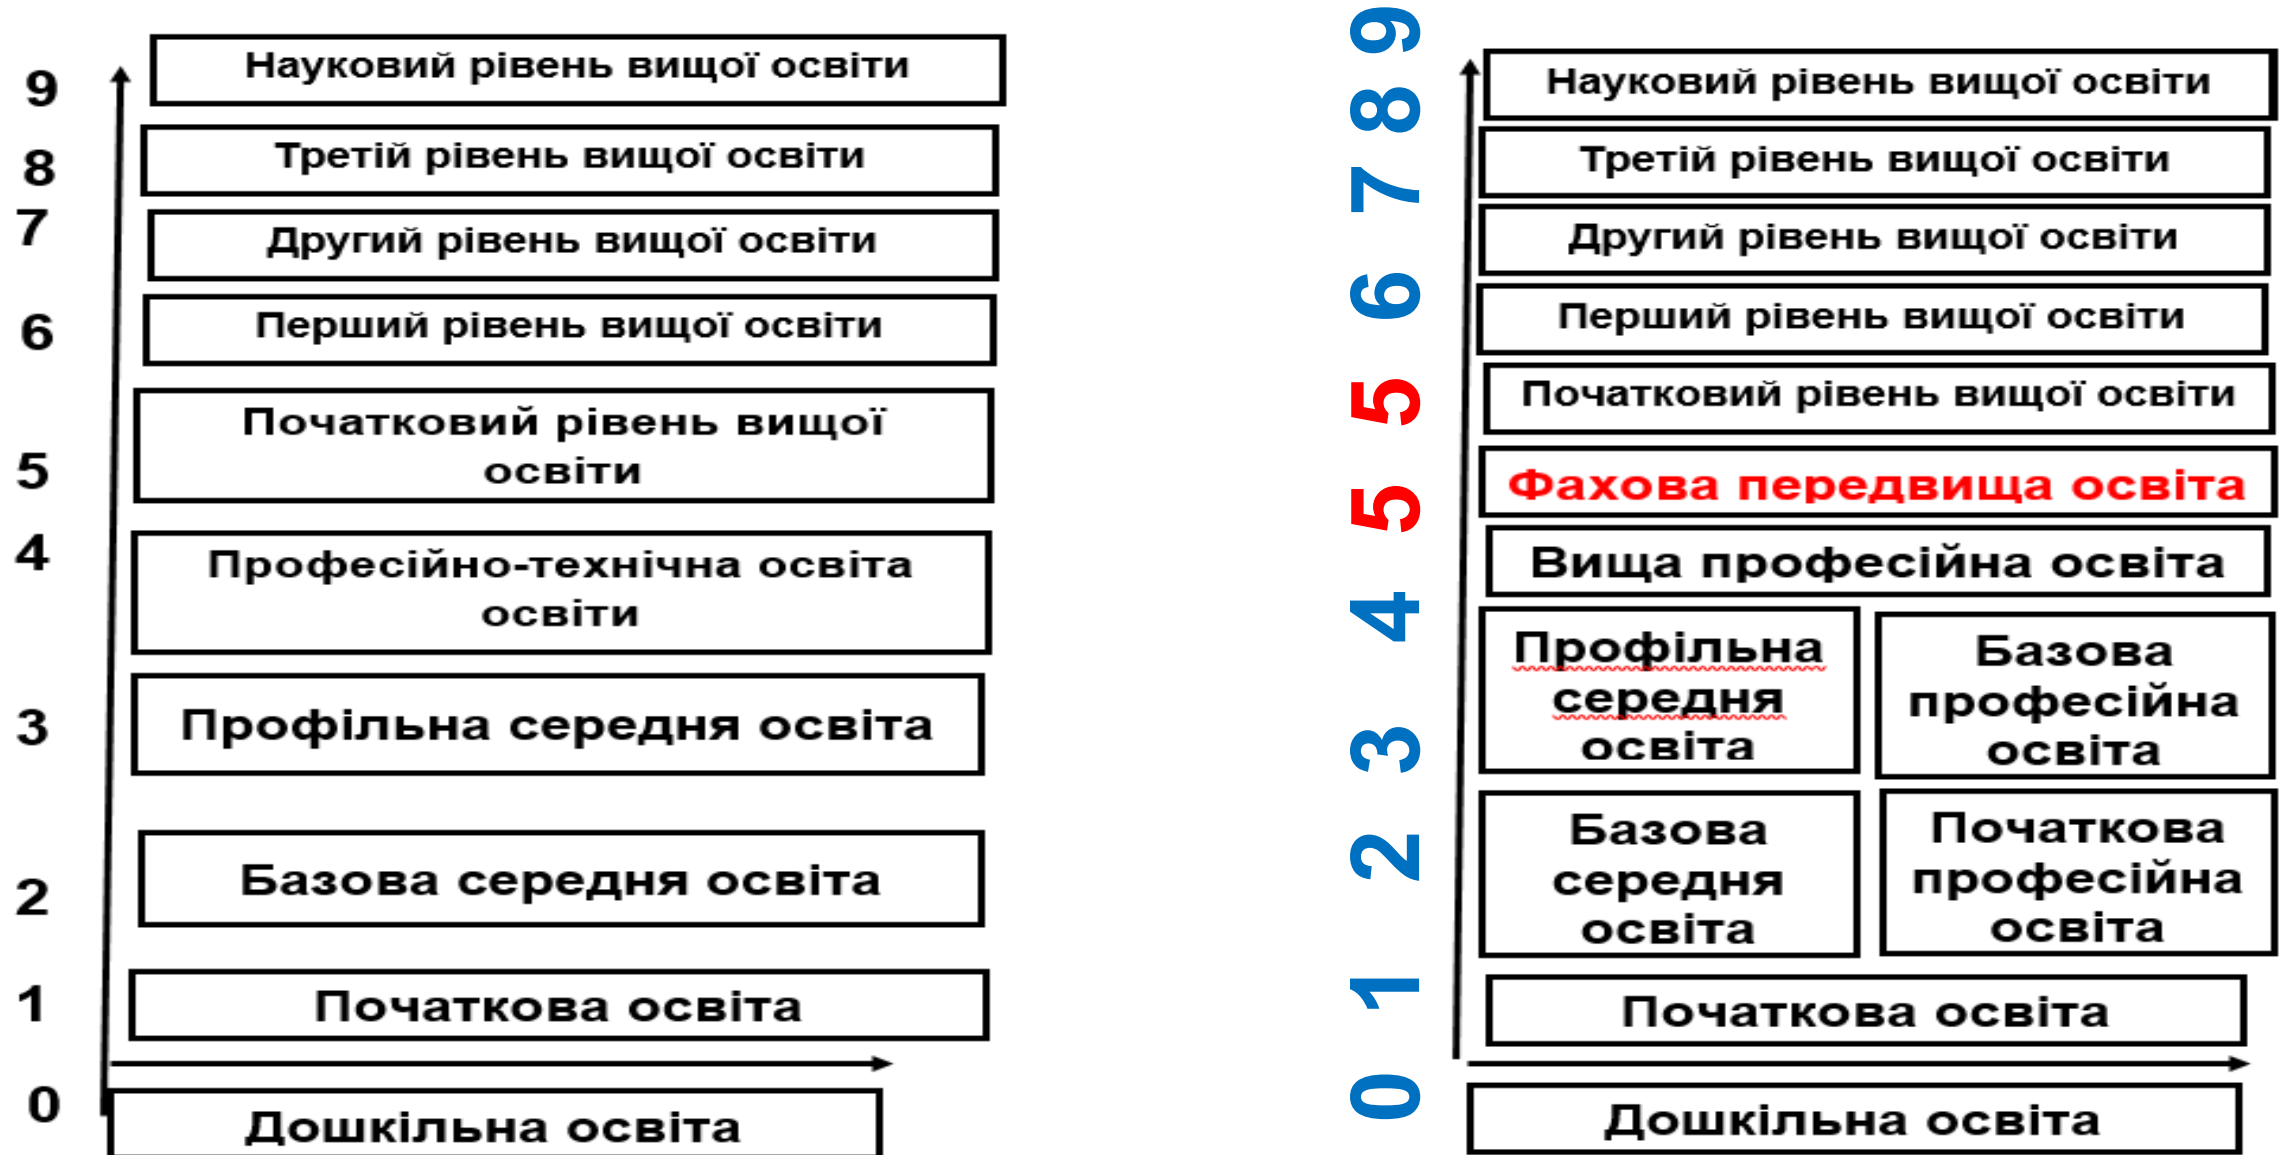 9
Науковий рівень вищої освіти
8
Третій рівень вищої освіти
7
Другий рівень вищої освіти
6
Перший рівень вищої освіти
5
Початковий рівень вищої
освіти
4
Професійно-технічна освіта
освіти
3
Профільна середня освіта
2
Базова середня освіта
1
Початкова освіта
0
Дошкільна освіта
9
Науковий рівень вищої освіти
8
Третій рівень вищої освіти
7
Другий рівень вищої освіти
6
Перший рівень вищої освіти
5
Початковий рівень вищої освіти
5
Фахова передвища освіта
4
Вища професійна освіта
3
Профільна
середня
освіта
Базова
професійна
освіта
2
Базова
середня
освіта
Початкова
професійна
освіта
1
Початкова освіта
0
Дошкільна освіта